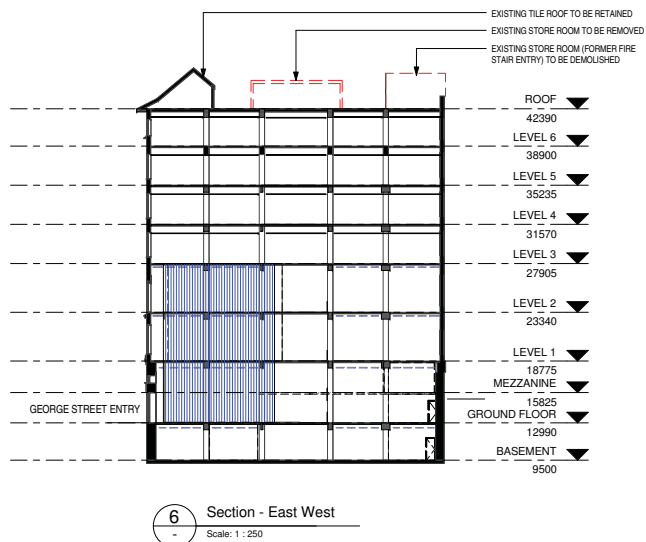 EXISTING TILE ROOF TO BE RETAINED
EXISTING STORE ROOM TO BE REMOVED
EXISTING STORE ROOM (FORMER FIRE
STAIR ENTRY) TO BE DEMOLISHED
ROOF
42390
LEVEL 6
38900
LEVEL 5
35235
LEVEL 4
31570
LEVEL 3
27905
LEVEL 2
23340
LEVEL 1
18775
MEZZANINE
15825
GEORGE STREET ENTRY
GROUND FLOOR
12990
BASEMENT
9500
6
-
Section - East West
Scale: 1 : 250